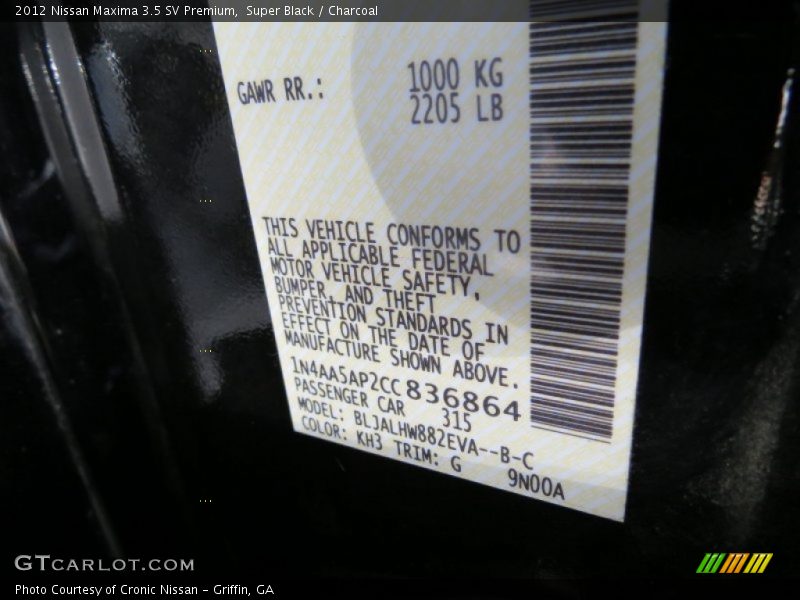 2012 Nissan Maxima 3.5 SV Premium, Super Black / Charcoal
GAWR RR.: 1000 KG
2205 LB
THIS VEHICLE CONFORMS TO
ALL APPLICABLE FEDERAL
MOTOR VEHICLE SAFETY,
BUMPER, AND THEFT
PREVENTION STANDARDS IN
EFFECT ON THE DATE OF
MANUFACTURE SHOWN ABOVE.
1N4AA5AP2CC836864
PASSENGER CAR 315
MODEL: BLJALHW882EVA--B-C
COLOR: KH3 TRIM: G 9N00A
GTCARLOT.COM
Photo Courtesy of Cronic Nissan - Griffin, GA